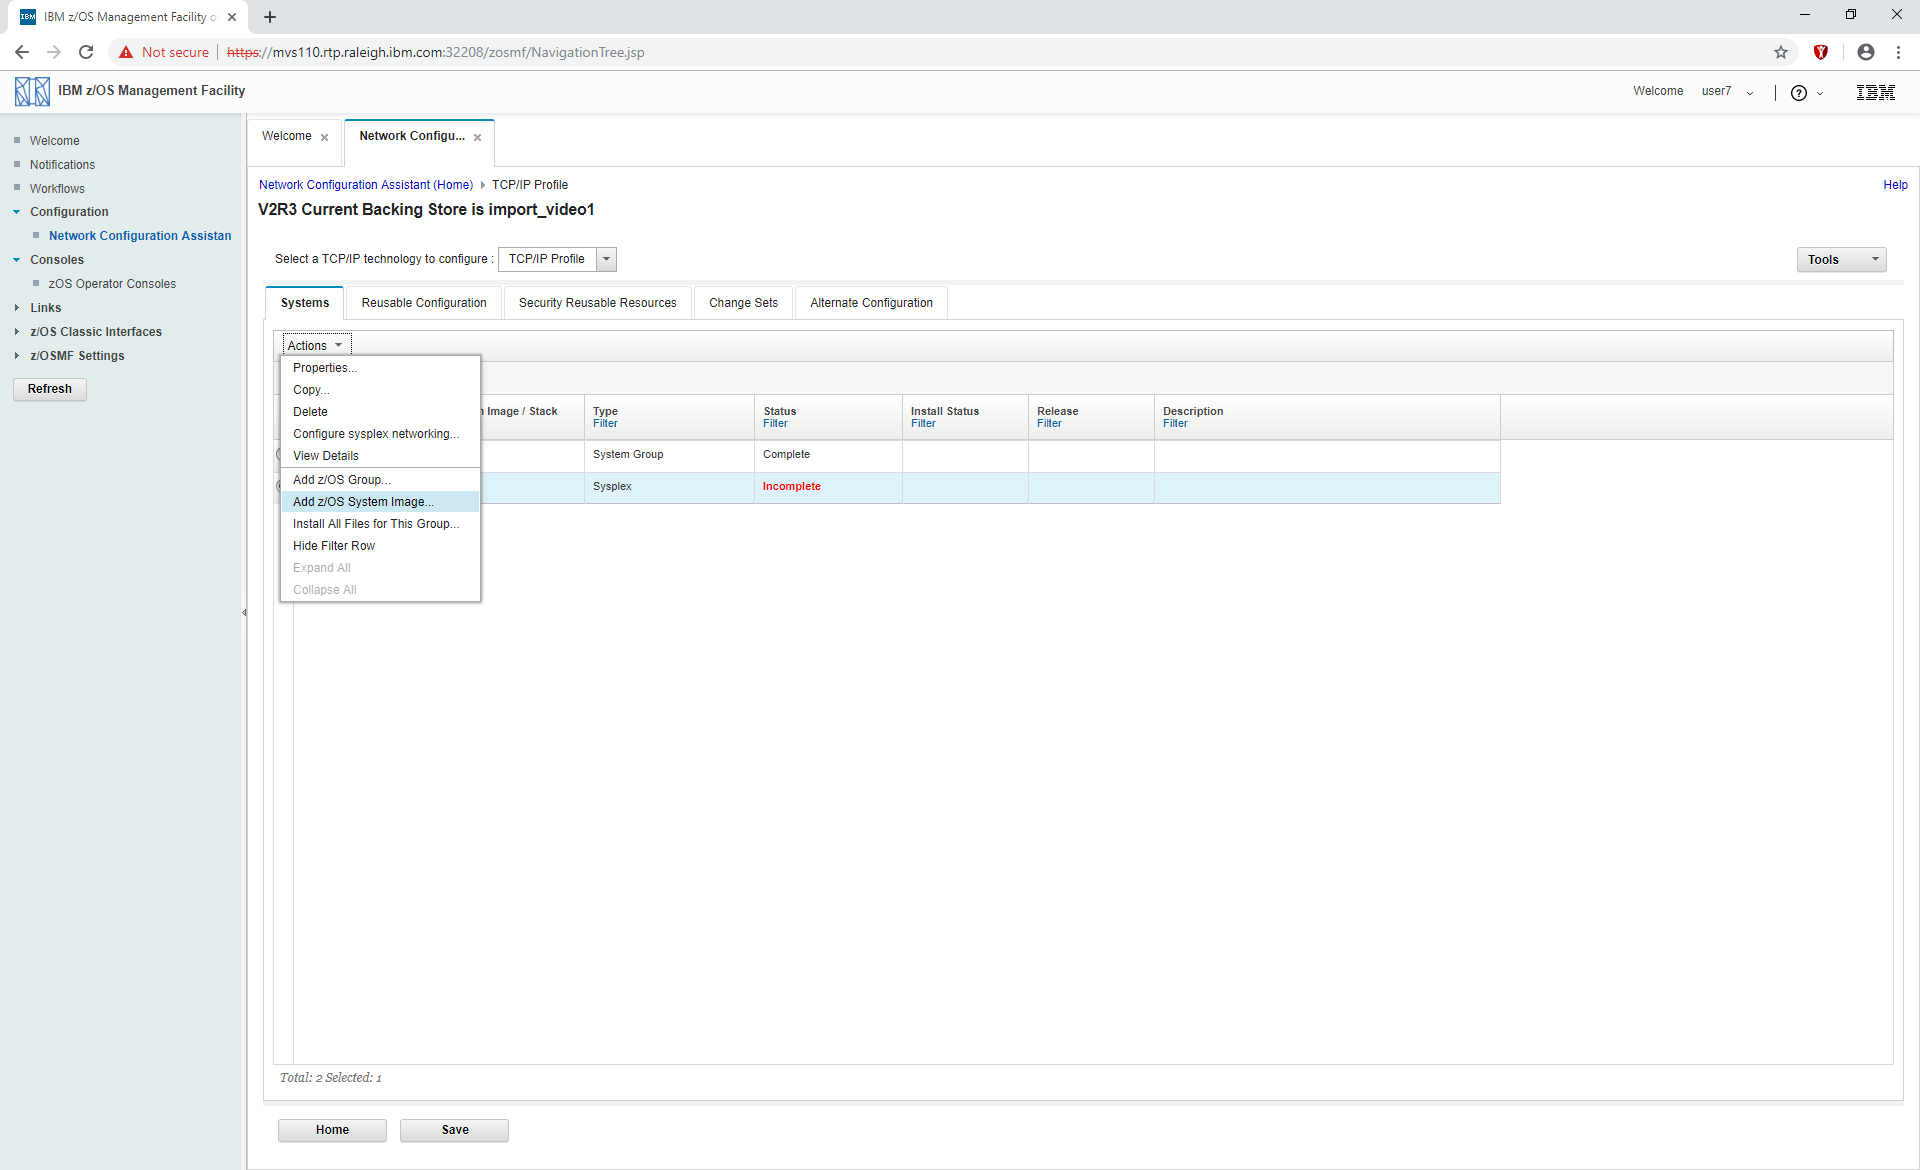 IBM z/OS Management Facility o
Not secure
https://mvs110.rtp.raleigh.ibm.com:32208/zosmf/NavigationTree.jsp
IBM z/OS Management Facility
Welcome user7
IBM
Welcome
Notifications
Workflows
Configuration
Network Configuration Assistan
Consoles
zOS Operator Consoles
Links
z/OS Classic Interfaces
z/OSMF Settings
Refresh
Welcome
Network Configu...
Network Configuration Assistant (Home) TCP/IP Profile
Help
V2R3 Current Backing Store is import_video1
Select a TCP/IP technology to configure : TCP/IP Profile
Tools
Systems Reusable Configuration Security Reusable Resources Change Sets Alternate Configuration
Actions
Properties...
Copy...
Delete
Configure sysplex networking...
View Details
Add z/OS Group...
Add z/OS System Image...
Install All Files for This Group...
Hide Filter Row
Expand All
Collapse All
Image / Stack Type Status Install Status Release Description
Filter Filter Filter Filter Filter
System Group Complete
Sysplex Incomplete
Total: 2 Selected: 1
Home Save